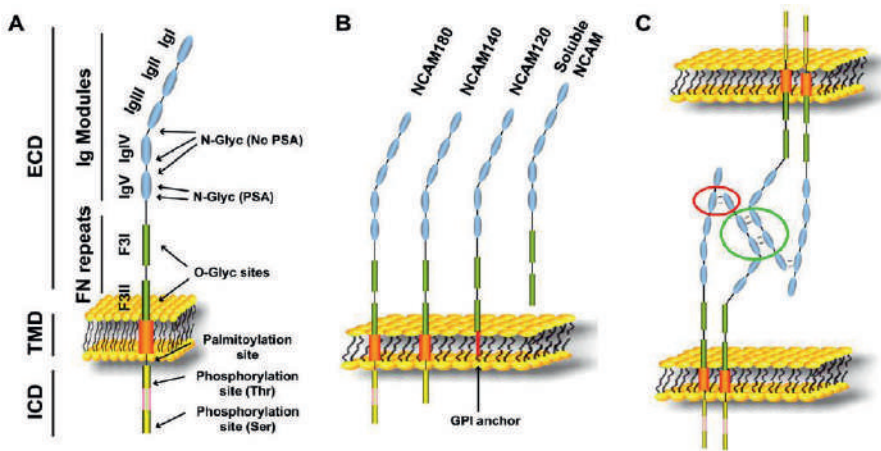 A
ECD
TMD
ICD
Ig Modules
FN repeats
IgI
IgII
IgIII
IgIV
IgV
F3I
F3II
N-Glyc (No PSA)
N-Glyc (PSA)
O-Glyc sites
Palmitoylation
site
Phosphorylation
site (Thr)
Phosphorylation
site (Ser)
B
NCAM180
NCAM140
NCAM120
Soluble
NCAM
GPI anchor
C